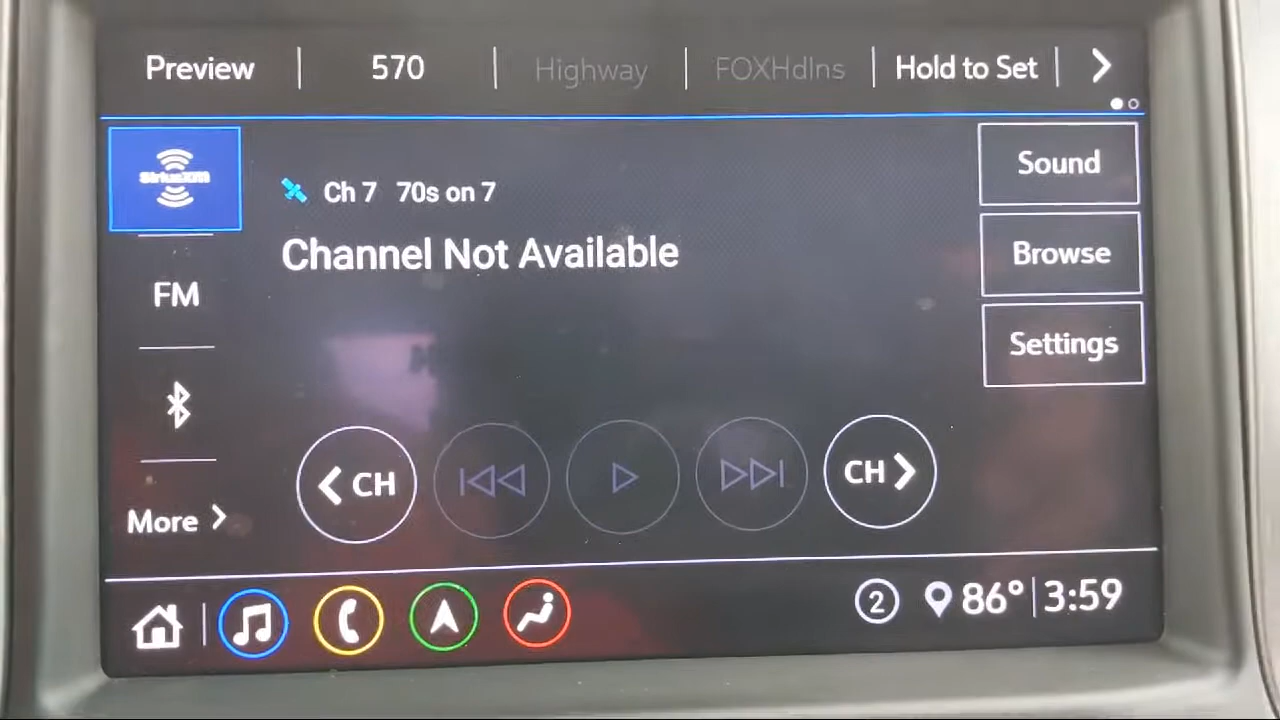 Preview 570 Highway FOXHdlns Hold to Set
SiriusXM
Ch 7 70s on 7
Sound
Channel Not Available
Browse
FM
Settings
CH CH
More
2 86° 3:59